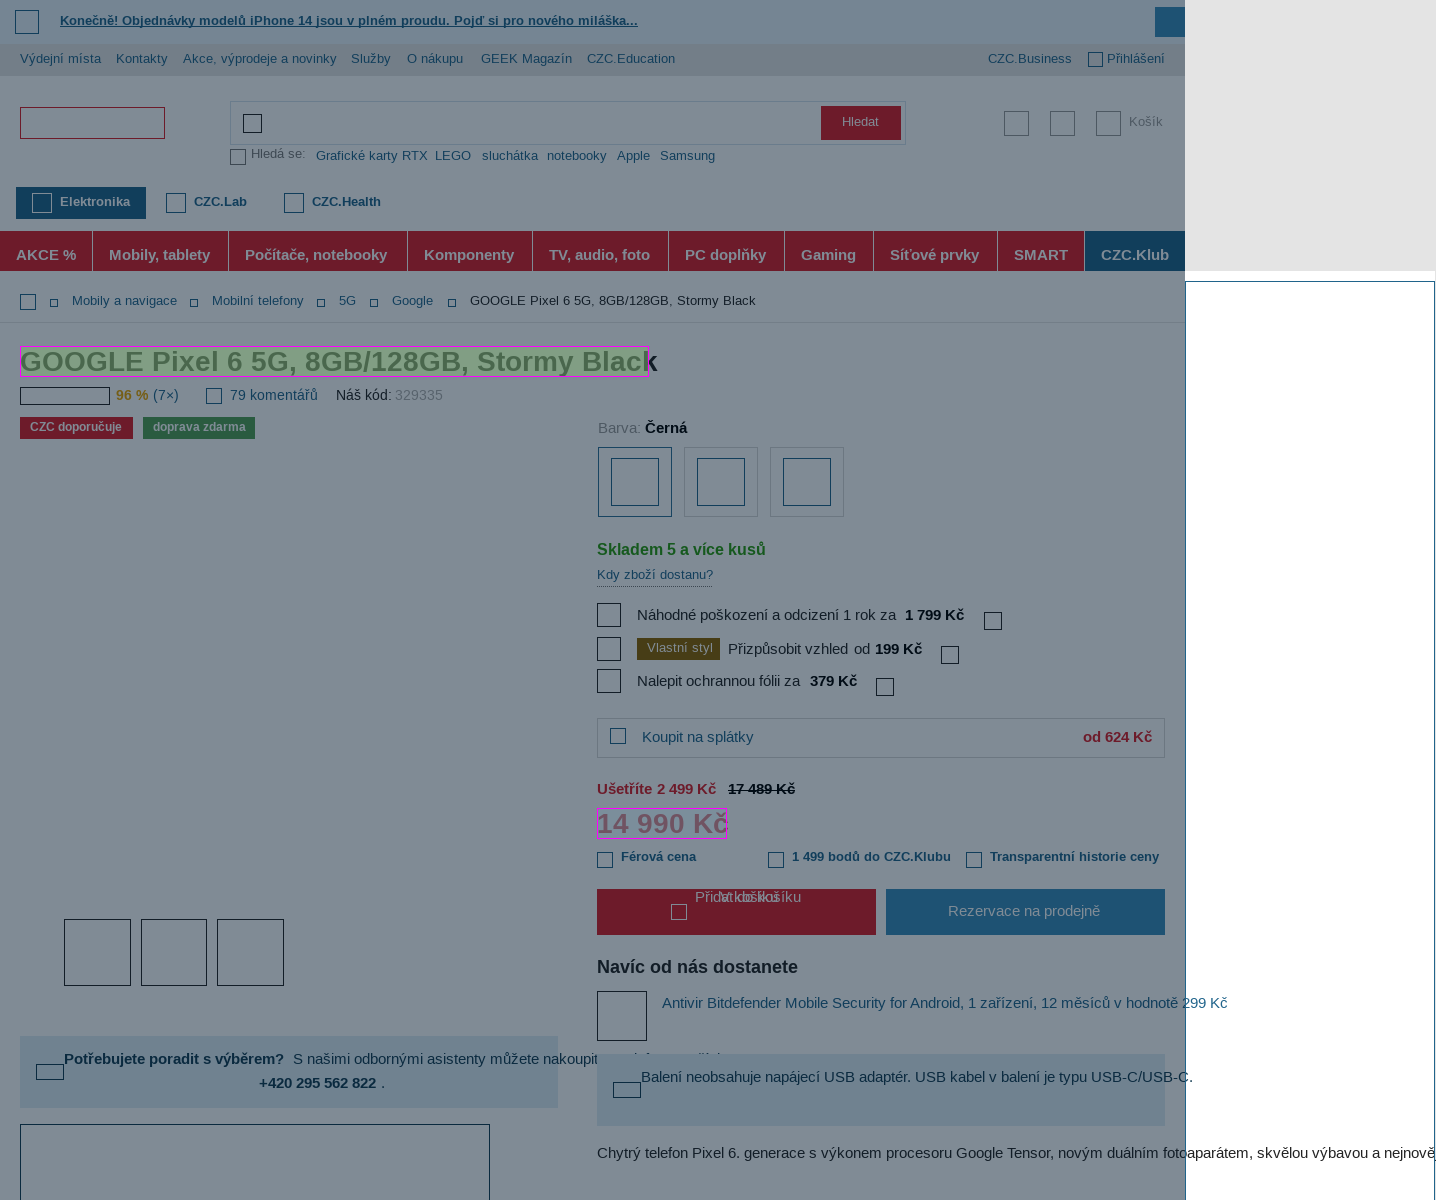 Konečně! Objednávky modelů iPhone 14 jsou v plném proudu. Pojď si pro nového miláška...
Výdejní místa Kontakty Akce, výprodeje a novinky Služby O nákupu GEEK Magazín CZC.Education CZC.Business Přihlášení
Hledat Košík
Hledá se: Grafické karty RTX LEGO sluchátka notebooky Apple Samsung
Elektronika CZC.Lab CZC.Health
AKCE % Mobily, tablety Počítače, notebooky Komponenty TV, audio, foto PC doplňky Gaming Síťové prvky SMART CZC.Klub
Mobily a navigace Mobilní telefony 5G Google GOOGLE Pixel 6 5G, 8GB/128GB, Stormy Black
GOOGLE Pixel 6 5G, 8GB/128GB, Stormy Black
96 % (7×) 79 komentářů Náš kód: 329335
CZC doporučuje doprava zdarma
Barva: Černá
Skladem 5 a více kusů
Kdy zboží dostanu?
Náhodné poškození a odcizení 1 rok za 1 799 Kč
Vlastní styl Přizpůsobit vzhled od 199 Kč
Nalepit ochrannou fólii za 379 Kč
Koupit na splátky od 624 Kč
Ušetříte 2 499 Kč 17 489 Kč
14 990 Kč
Férová cena 1 499 bodů do CZC.Klubu Transparentní historie ceny
Přidat do košíku V košíku
Rezervace na prodejně
Navíc od nás dostanete
Antivir Bitdefender Mobile Security for Android, 1 zařízení, 12 měsíců v hodnotě 299 Kč
Potřebujete poradit s výběrem? S našimi odbornými asistenty můžete nakoupit
+420 295 562 822 .
Balení neobsahuje napájecí USB adaptér. USB kabel v balení je typu USB-C/USB-C.
Chytrý telefon Pixel 6. generace s výkonem procesoru Google Tensor, novým duálním fotoaparátem, skvělou výbavou a nejnověj